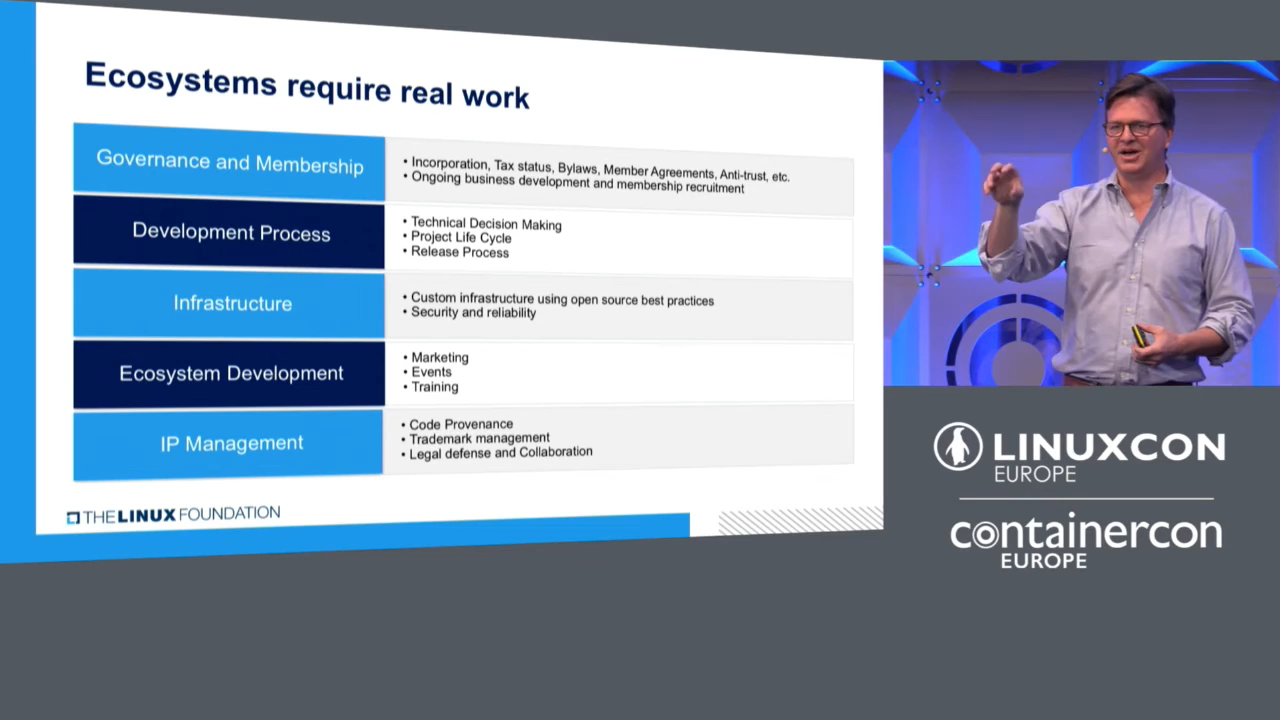 Ecosystems require real work
Governance and Membership
• Incorporation, Tax status, Bylaws, Member Agreements, Anti-trust, etc.
• Ongoing business development and membership recruitment
Development Process
• Technical Decision Making
• Project Life Cycle
• Release Process
Infrastructure
• Custom infrastructure using open source best practices
• Security and reliability
Ecosystem Development
• Marketing
• Events
• Training
IP Management
• Code Provenance
• Trademark management
• Legal defense and Collaboration
THE LINUX FOUNDATION
LINUXCON
EUROPE
containercon
EUROPE